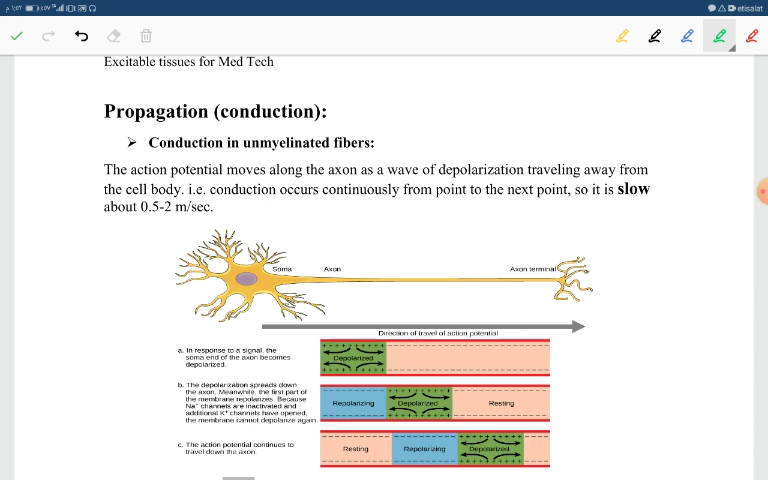 etisalat
Excitable tissues for Med Tech
Propagation (conduction):
➤ Conduction in unmyelinated fibers:
The action potential moves along the axon as a wave of depolarization traveling away from
the cell body. i.e. conduction occurs continuously from point to the next point, so it is slow
about 0.5-2 m/sec.
Soma Axon Axon terminal
Direction of travel of action potential
a. In response to a signal, the
soma end of the axon becomes
depolarized.
Depolarized
b. The depolarization spreads down
the axon. Meanwhile, the first part of
the membrane repolarizes. Because
Na⁺ channels are inactivated and
additional K⁺ channels have opened,
the membrane cannot depolarize again.
Repolarizing Depolarized Resting
c. The action potential continues to
travel down the axon.
Resting Repolarizing Depolarized